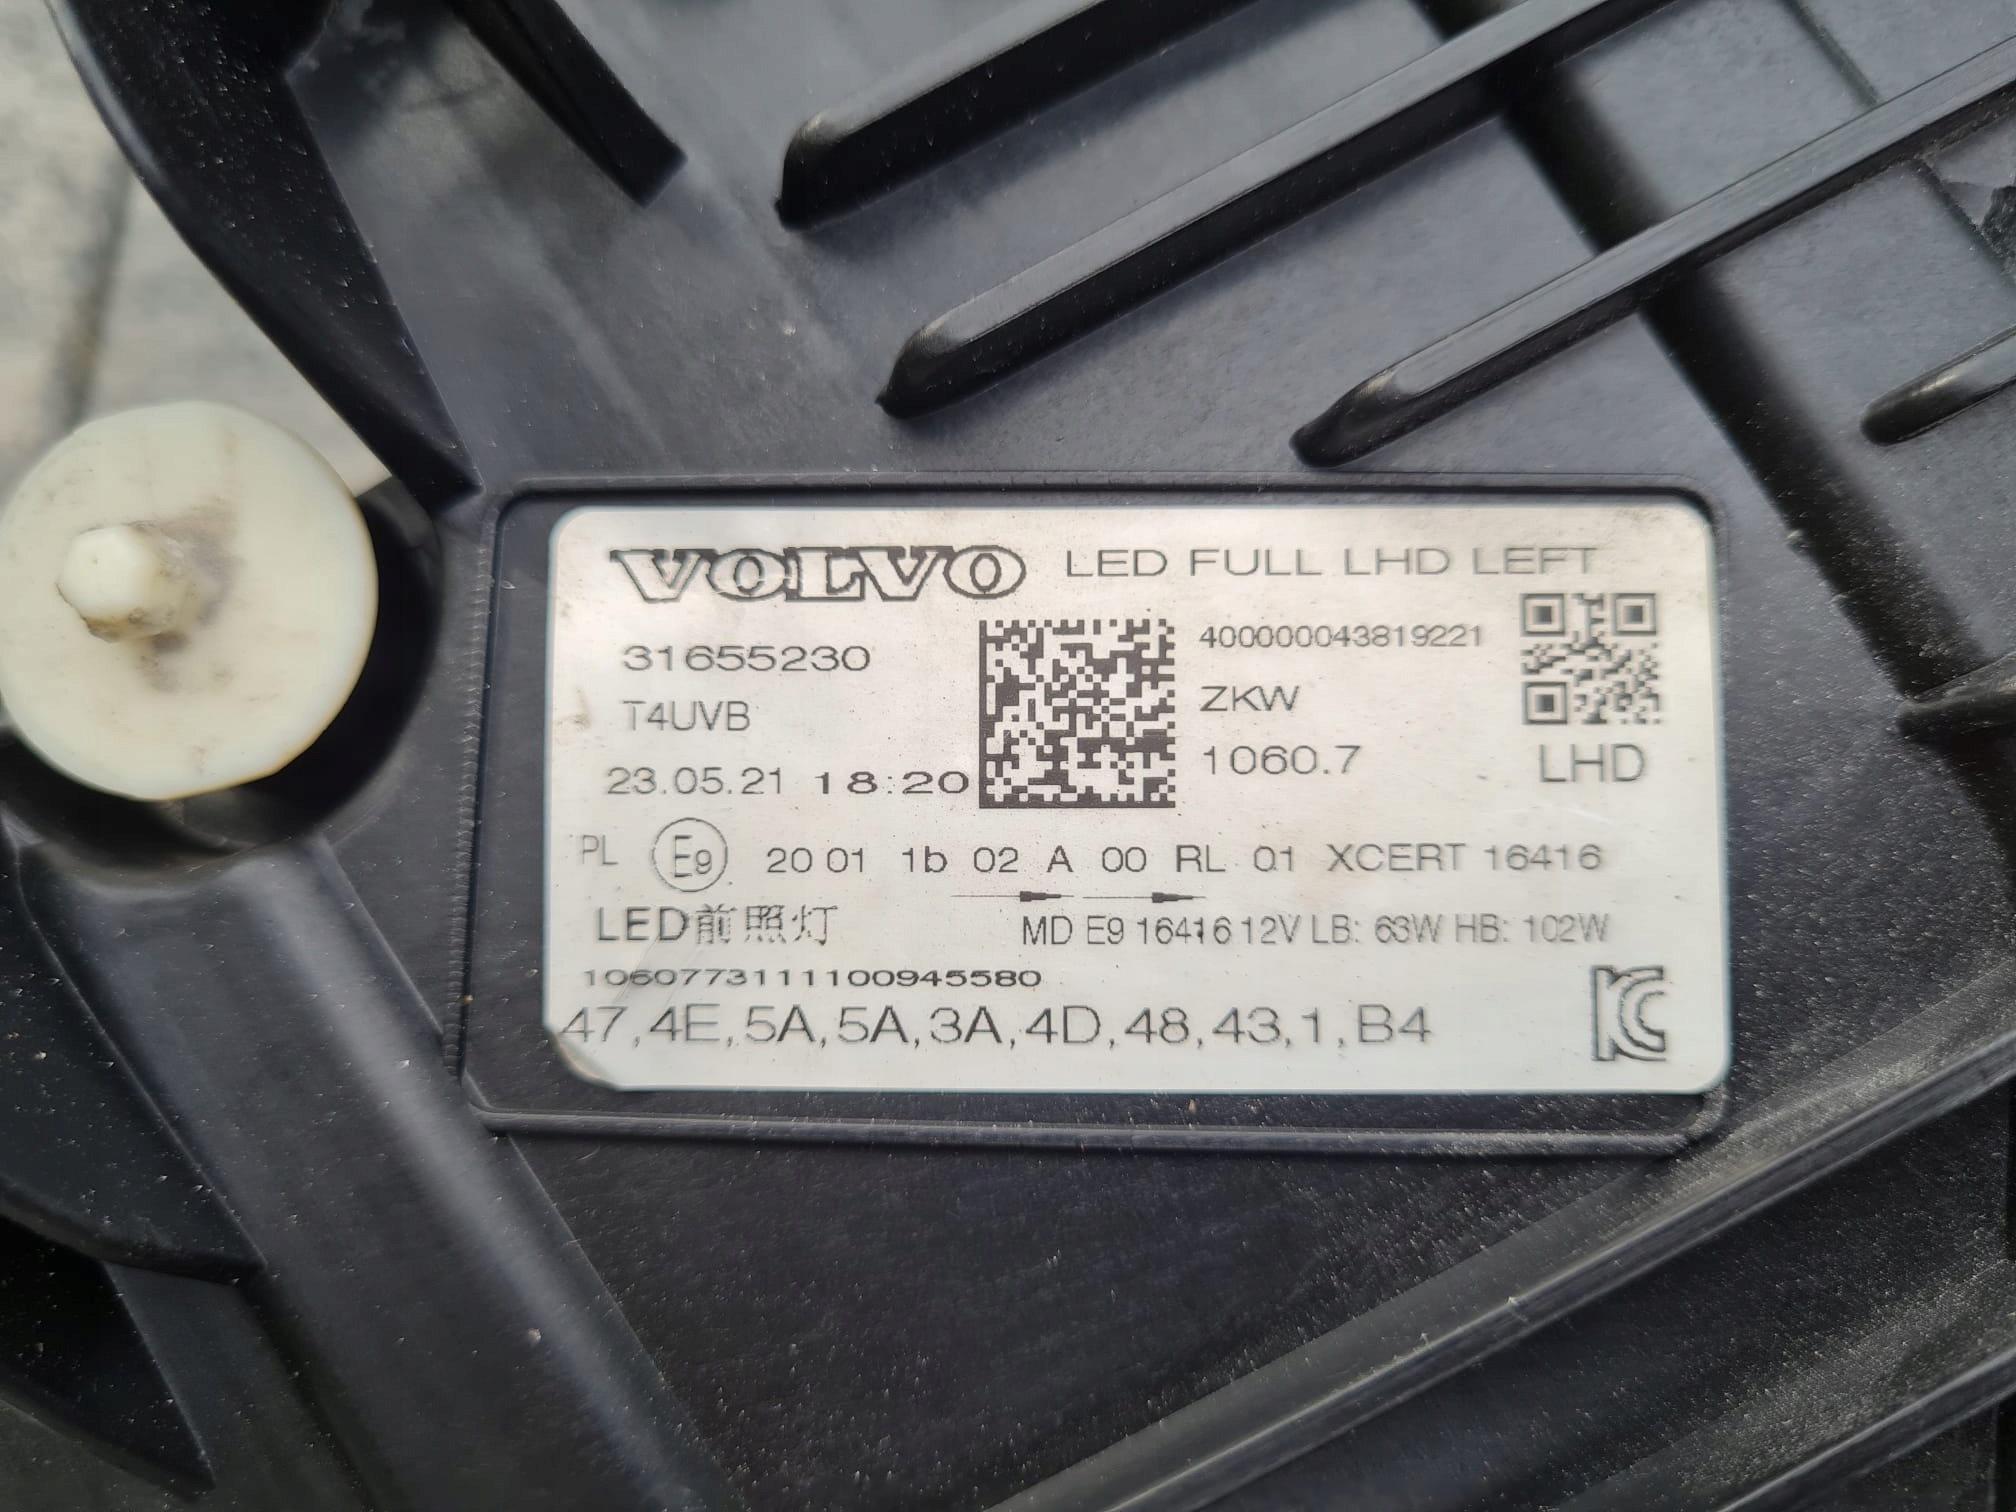 VOLVO LED FULL LHD LEFT
31655230
400000043819221
T4UVB
ZKW
23.05.21 18:20
1060.7
LHD
PL E9 20 01 1b 02 A 00 RL 01 XCERT 16416
LED前照灯
MD E9 16416 12V LB: 63W HB: 102W
1060773111100945580
47,4E,5A,5A,3A,4D,48,43,1,B4
KC